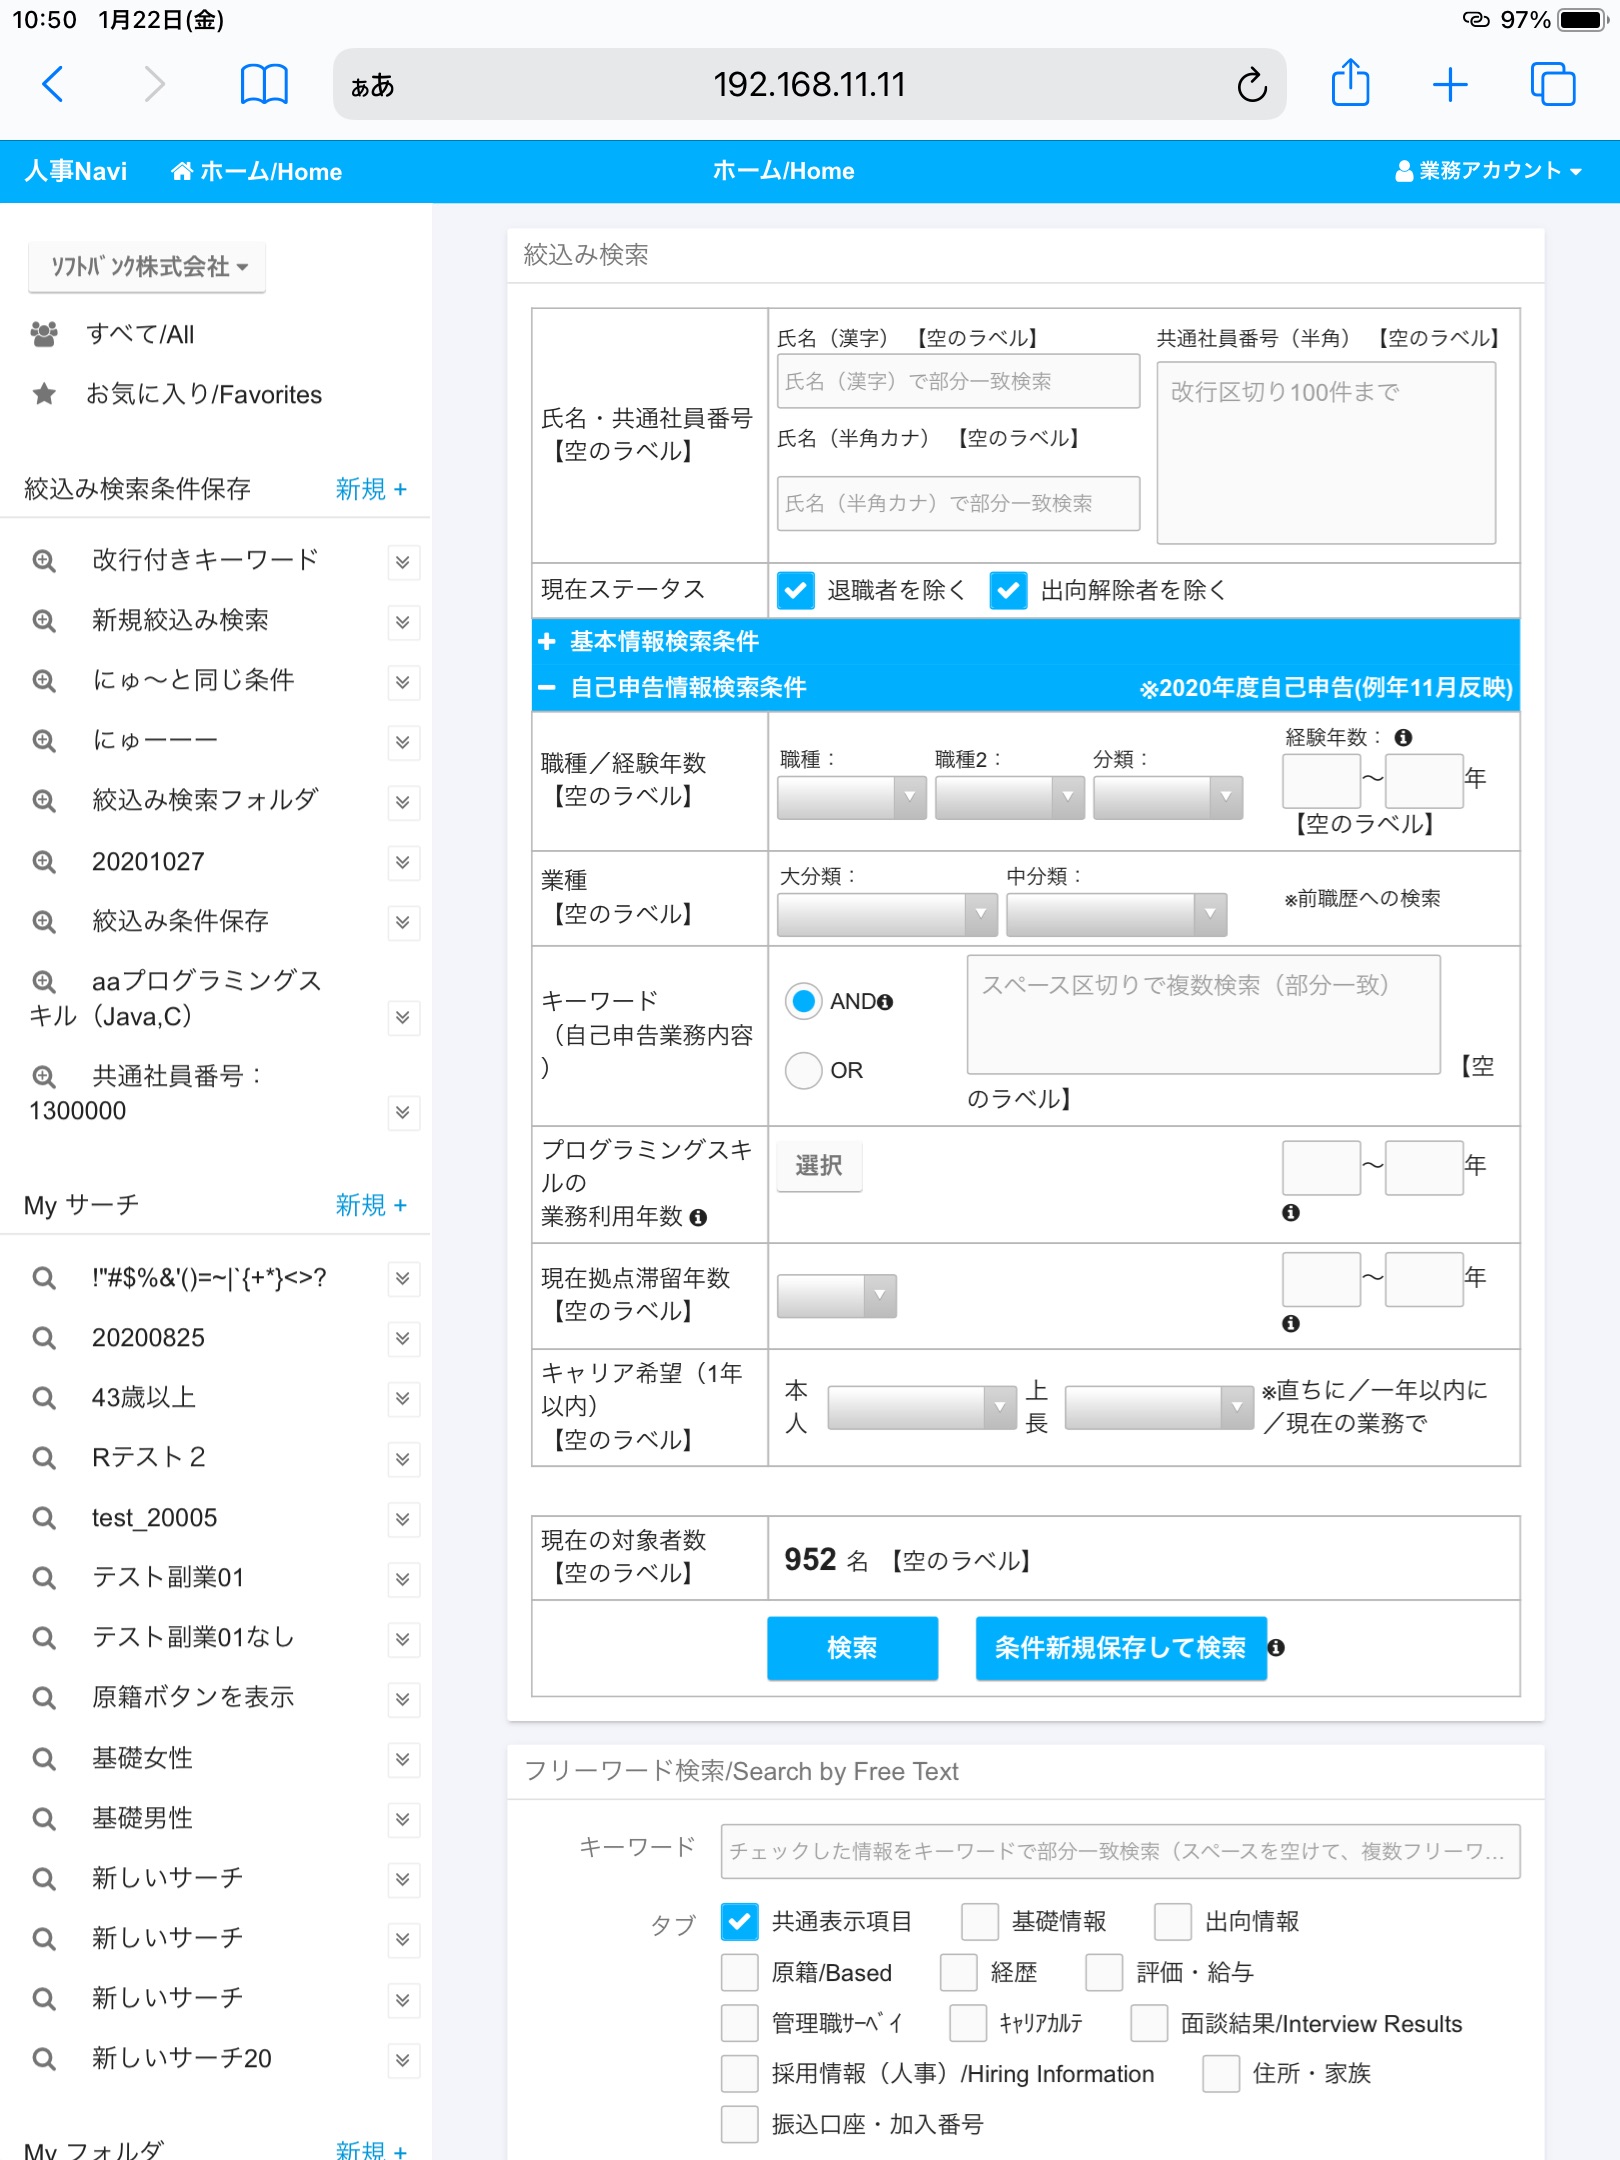 10:50 1月22日(金)
97%
ぁあ
192.168.11.11
人事Navi ホーム/Home
ホーム/Home
業務アカウント
ｿﾌﾄﾊﾞﾝｸ株式会社
すべて/All
お気に入り/Favorites
絞込み検索条件保存 新規 +
改行付きキーワード
新規絞込み検索
にゅ～と同じ条件
にゅーーー
絞込み検索フォルダ
20201027
絞込み条件保存
aaプログラミングス
キル（Java,C）
共通社員番号：
1300000
My サーチ 新規 +
!"#$%&'()=~|`{+*}<>?
20200825
43歳以上
Rテスト２
test_20005
テスト副業01
テスト副業01なし
原籍ボタンを表示
基礎女性
基礎男性
新しいサーチ
新しいサーチ
新しいサーチ
新しいサーチ20
My フォルダ 新規 +
絞込み検索
氏名・共通社員番号
【空のラベル】
氏名（漢字）【空のラベル】
氏名（漢字）で部分一致検索
氏名（半角カナ）【空のラベル】
氏名（半角カナ）で部分一致検索
共通社員番号（半角）【空のラベル】
改行区切り100件まで
現在ステータス
退職者を除く 出向解除者を除く
+ 基本情報検索条件
− 自己申告情報検索条件 ※2020年度自己申告(例年11月反映)
職種／経験年数
【空のラベル】
職種： 職種2： 分類：
経験年数：
～ 年
【空のラベル】
業種
【空のラベル】
大分類： 中分類：
※前職歴への検索
キーワード
（自己申告業務内容
）
AND
OR
スペース区切りで複数検索（部分一致）
【空
のラベル】
プログラミングスキ
ルの
業務利用年数
選択
～ 年
現在拠点滞留年数
【空のラベル】
～ 年
キャリア希望（1年
以内）
【空のラベル】
本
人
上
長
※直ちに／一年以内に
／現在の業務で
現在の対象者数
【空のラベル】
952 名 【空のラベル】
検索 条件新規保存して検索
フリーワード検索/Search by Free Text
キーワード
チェックした情報をキーワードで部分一致検索（スペースを空けて、複数フリーワ...
タブ
共通表示項目 基礎情報 出向情報
原籍/Based 経歴 評価・給与
管理職ｻｰﾍﾞｲ ｷｬﾘｱｶﾙﾃ 面談結果/Interview Results
採用情報（人事）/Hiring Information 住所・家族
振込口座・加入番号